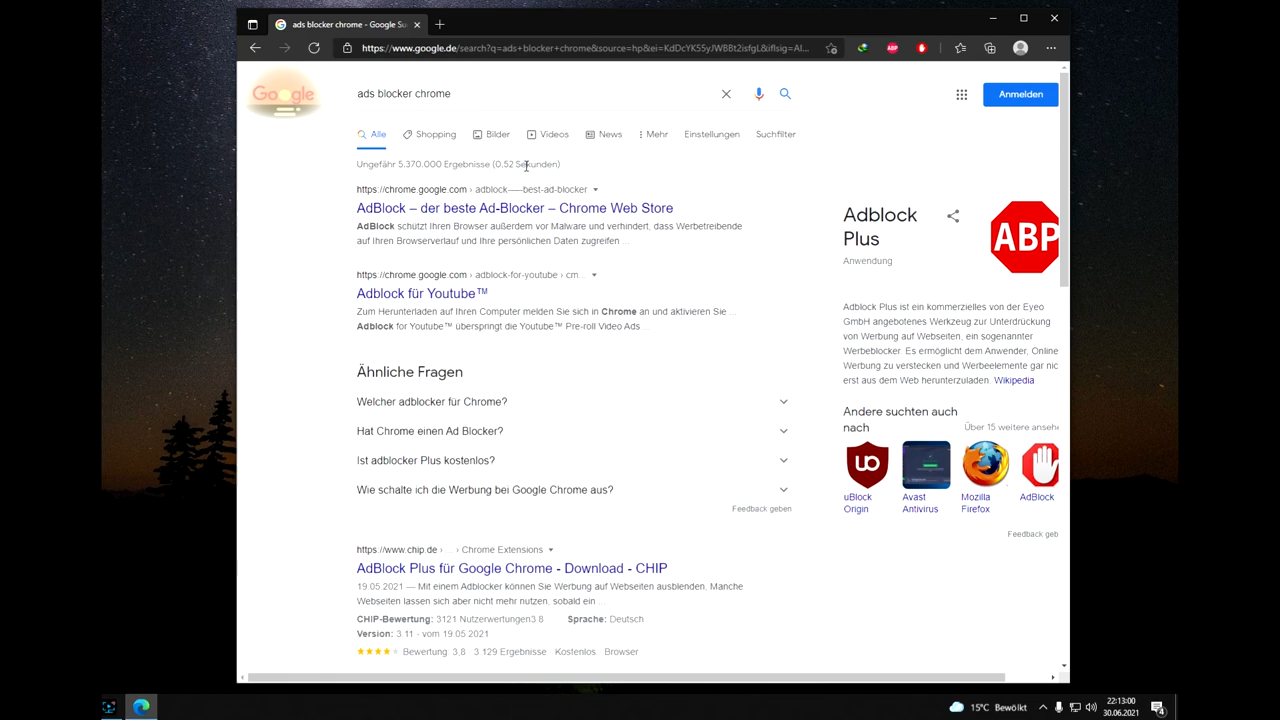 ads blocker chrome - Google Su
https://www.google.de/search?q=ads+blocker+chrome&source=hp&ei=KdDcYK55yJWBBt2isfgL&iflsig=AI...
ABP
Google
ads blocker chrome
Anmelden
Alle
Shopping
Bilder
Videos
News
Mehr
Einstellungen
Suchfilter
Ungefähr 5.370.000 Ergebnisse (0,52 Sekunden)
https://chrome.google.com › adblock-—-best-ad-blocker
AdBlock – der beste Ad-Blocker – Chrome Web Store
AdBlock schützt Ihren Browser außerdem vor Malware und verhindert, dass Werbetreibende
auf Ihren Browserverlauf und Ihre persönlichen Daten zugreifen ...
https://chrome.google.com › adblock-for-youtube › cm...
Adblock für Youtube™
Zum Herunterladen auf Ihren Computer melden Sie sich in Chrome an und aktivieren Sie ...
Adblock for Youtube™ überspringt die Youtube™ Pre-roll Video Ads ...
Ähnliche Fragen
Welcher adblocker für Chrome?
Hat Chrome einen Ad Blocker?
Ist adblocker Plus kostenlos?
Wie schalte ich die Werbung bei Google Chrome aus?
Feedback geben
https://www.chip.de › ... › Chrome Extensions
AdBlock Plus für Google Chrome - Download - CHIP
19.05.2021 — Mit einem Adblocker können Sie Werbung auf Webseiten ausblenden. Manche
Webseiten lassen sich aber nicht mehr nutzen, sobald ein ...
CHIP-Bewertung: 3121 Nutzerwertungen3.8 Sprache: Deutsch
Version: 3.11 - vom 19.05.2021
Bewertung: 3,8 · 3.129 Ergebnisse · Kostenlos · Browser
Adblock
Plus
Anwendung
ABP
Adblock Plus ist ein kommerzielles von der Eyeo
GmbH angebotenes Werkzeug zur Unterdrückung
von Werbung auf Webseiten, ein sogenannter
Werbeblocker. Es ermöglicht dem Anwender, Online
Werbung zu verstecken und Werbeelemente gar nic
erst aus dem Web herunterzuladen. Wikipedia
Andere suchten auch
nach
Über 15 weitere ansehe
uBlock
Origin
Avast
Antivirus
Mozilla
Firefox
AdBlock
Feedback geb
15°C Bewölkt
22:13:00
30.06.2021
4